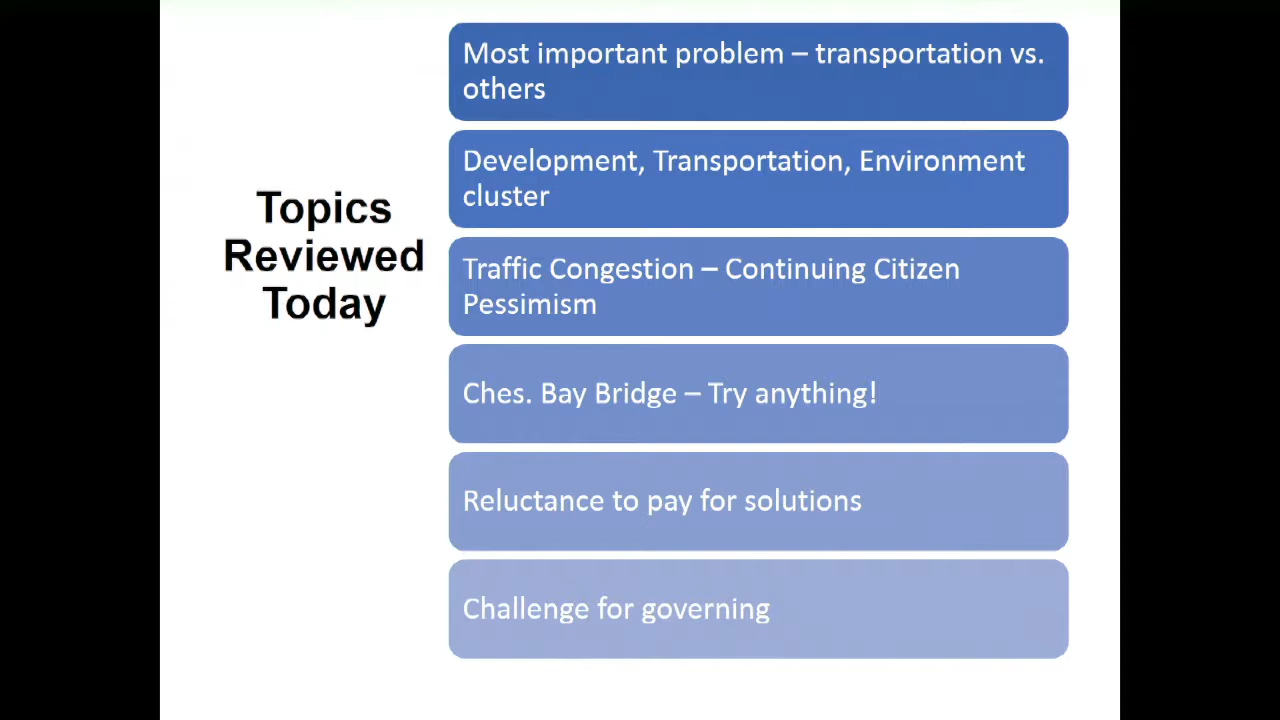 Topics
Reviewed
Today
Most important problem – transportation vs.
others
Development, Transportation, Environment
cluster
Traffic Congestion – Continuing Citizen
Pessimism
Ches. Bay Bridge – Try anything!
Reluctance to pay for solutions
Challenge for governing